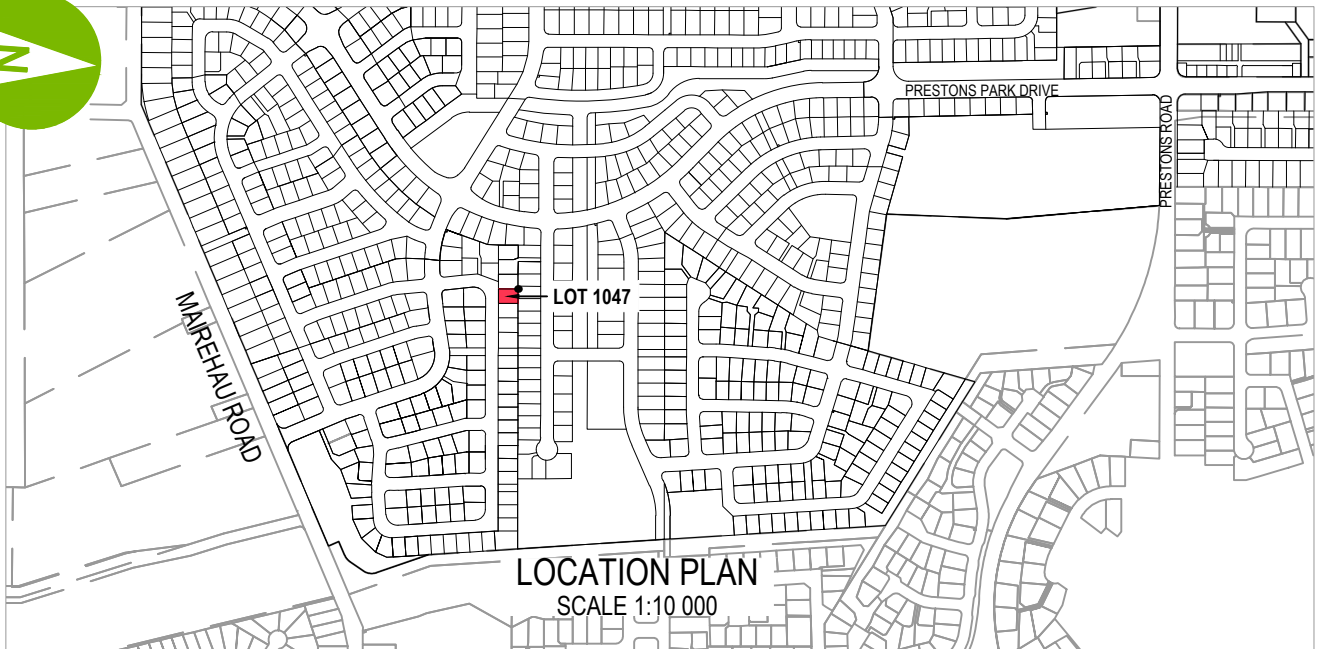 N
PRESTONS PARK DRIVE
PRESTONS ROAD
LOT 1047
MAIREHAU ROAD
LOCATION PLAN
SCALE 1:10 000